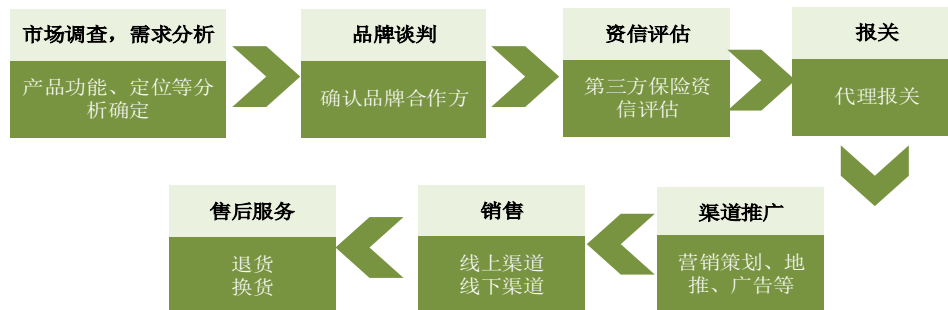 市场调查，需求分析
产品功能、定位等分
析确定
品牌谈判
确认品牌合作方
资信评估
第三方保险资
信评估
报关
代理报关
渠道推广
营销策划、地
推、广告等
销售
线上渠道
线下渠道
售后服务
退货
换货